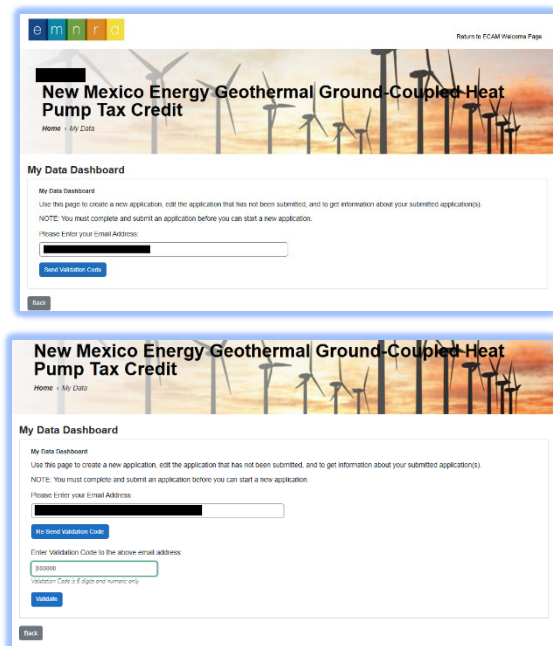 emnrd
Return to ECAM Welcome Page
New Mexico Energy Geothermal Ground-Coupled Heat
Pump Tax Credit
Home › My Data
My Data Dashboard
My Data Dashboard
Use this page to create a new application, edit the application that has not been submitted, and to get information about your submitted application(s).
NOTE: You must complete and submit an application before you can start a new application.
Please Enter your Email Address:
Send Validation Code
Back
New Mexico Energy Geothermal Ground-Coupled Heat
Pump Tax Credit
Home › My Data
My Data Dashboard
My Data Dashboard
Use this page to create a new application, edit the application that has not been submitted, and to get information about your submitted application(s).
NOTE: You must complete and submit an application before you can start a new application.
Please Enter your Email Address:
Re Send Validation Code
Enter Validation Code to the above email address:
000000
Validation Code is 6 digits and numeric only.
Validate
Back